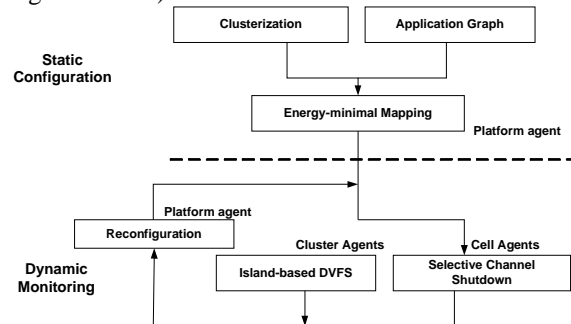 Clusterization
Application Graph
Static
Configuration
Energy-minimal Mapping
Platform agent
Platform agent
Reconfiguration
Cluster Agents
Cell Agents
Dynamic
Monitoring
Island-based DVFS
Selective Channel
Shutdown